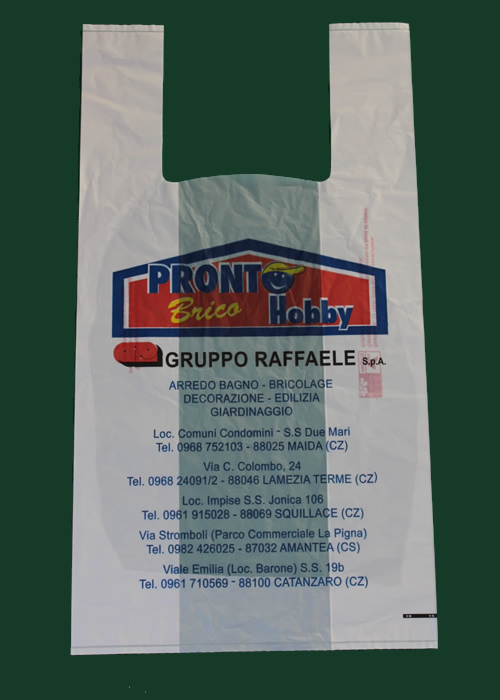 PRONTO
Brico Hobby
GRUPPO RAFFAELE S.p.A.
ARREDO BAGNO - BRICOLAGE
DECORAZIONE - EDILIZIA
GIARDINAGGIO
Loc. Comuni Condomini - S.S Due Mari
Tel. 0968 752103 - 88025 MAIDA (CZ)
Via C. Colombo, 24
Tel. 0968 24091/2 - 88046 LAMEZIA TERME (CZ)
Loc. Impise S.S. Jonica 106
Tel. 0961 915028 - 88069 SQUILLACE (CZ)
Via Stromboli (Parco Commerciale La Pigna)
Tel. 0982 426025 - 87032 AMANTEA (CS)
Viale Emilia (Loc. Barone) S.S. 19b
Tel. 0961 710569 - 88100 CATANZARO (CZ)